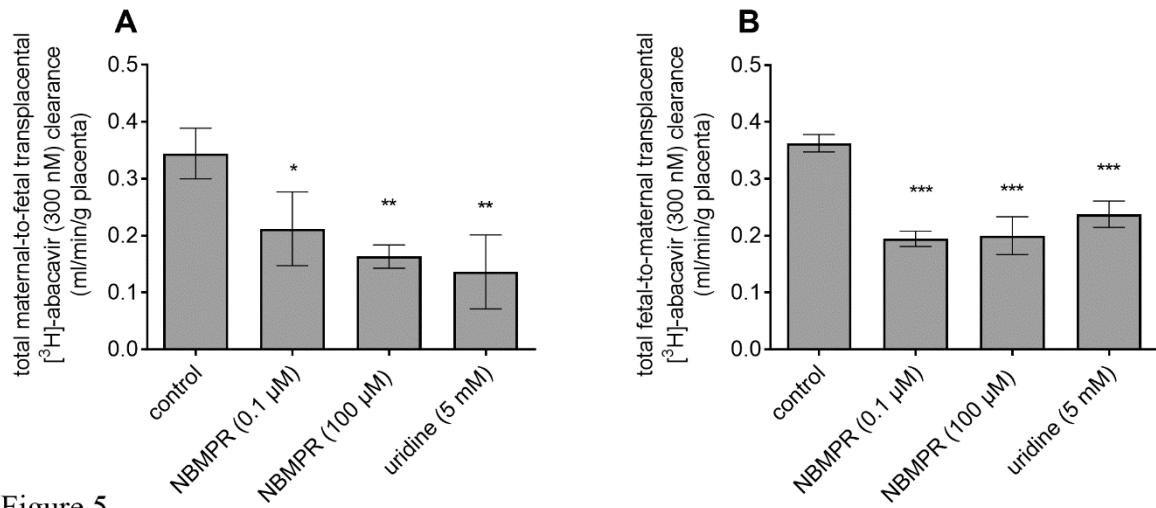 A
total maternal-to-fetal transplacental
[³H]-abacavir (300 nM) clearance
(ml/min/g placenta)
0.5
0.4
0.3
0.2
0.1
0.0
*
**
**
control
NBMPR (0.1 µM)
NBMPR (100 µM)
uridine (5 mM)
B
total fetal-to-maternal transplacental
[³H]-abacavir (300 nM) clearance
(ml/min/g placenta)
0.5
0.4
0.3
0.2
0.1
0.0
***
***
***
control
NBMPR (0.1 µM)
NBMPR (100 µM)
uridine (5 mM)
Figure 5